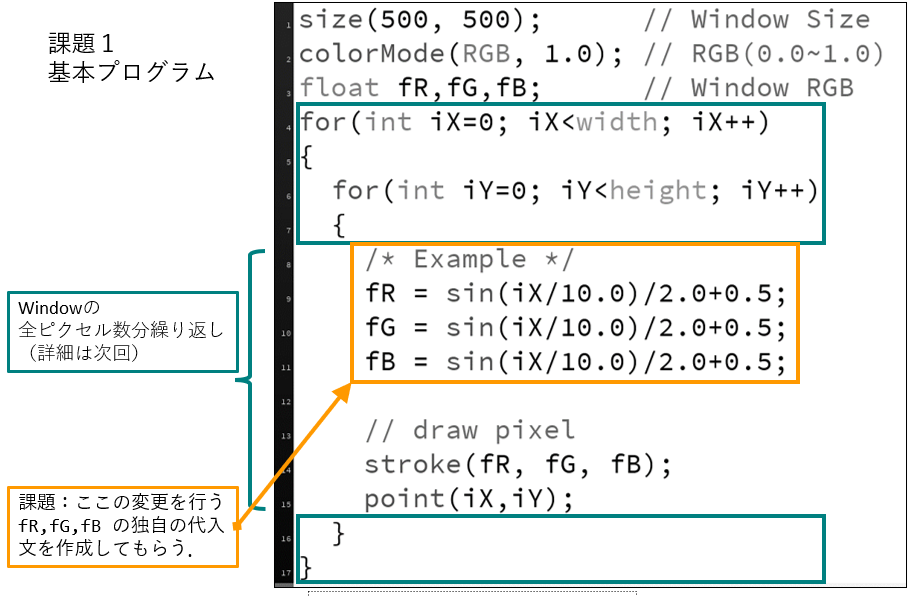 課題１
基本プログラム
1 size(500, 500);      // Window Size
2 colorMode(RGB, 1.0); // RGB(0.0~1.0)
3 float fR,fG,fB;      // Window RGB
4 for(int iX=0; iX<width; iX++)
5 {
6   for(int iY=0; iY<height; iY++)
7   {
8     /* Example */
9     fR = sin(iX/10.0)/2.0+0.5;
10     fG = sin(iX/10.0)/2.0+0.5;
11     fB = sin(iX/10.0)/2.0+0.5;
12
13     // draw pixel
14     stroke(fR, fG, fB);
15     point(iX,iY);
16   }
17 }
Windowの
全ピクセル数分繰り返し
（詳細は次回）
課題：ここの変更を行う
fR,fG,fB の独自の代入
文を作成してもらう．